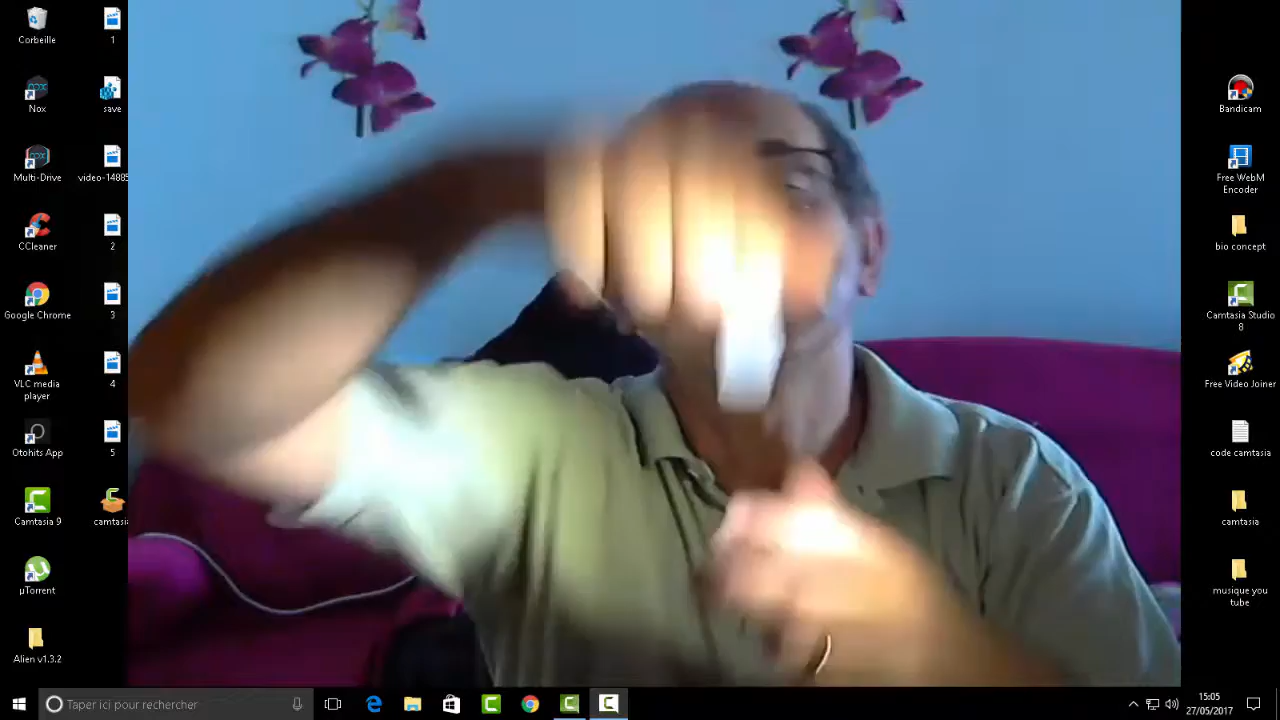 Corbeille
1
Nox
save
Multi-Drive
video-14885
CCleaner
2
Google Chrome
3
VLC media
player
4
Otohits App
5
Camtasia 9
camtasia
µTorrent
Alien v1.3.2
Bandicam
Free WebM
Encoder
bio concept
Camtasia Studio
8
Free Video Joiner
code camtasia
camtasia
musique you
tube
Taper ici pour rechercher
15:05
27/05/2017